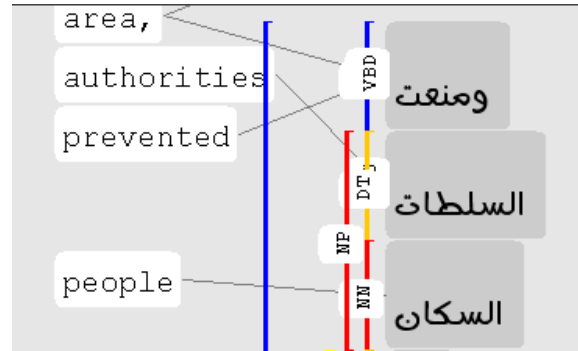 area,
authorities
prevented
people
VBD
DT
NP
NN
ومنعت
السلطات
السكان